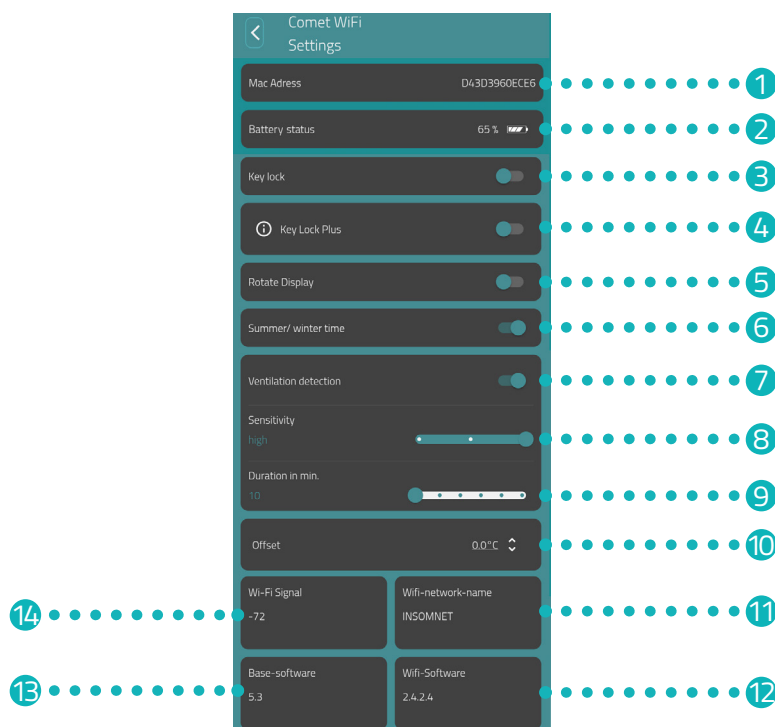 Comet WiFi
Settings
Mac Adress D43D3960ECE6 1
Battery status 65 % 2
Key lock 3
Key Lock Plus 4
Rotate Display 5
Summer/ winter time 6
Ventilation detection 7
Sensitivity
high 8
Duration in min.
10 9
Offset 0.0°C 10
Wi-Fi Signal Wifi-network-name
14 -72 INSOMNET 11
Base-software Wifi-Software
13 5.3 2.4.2.4 12